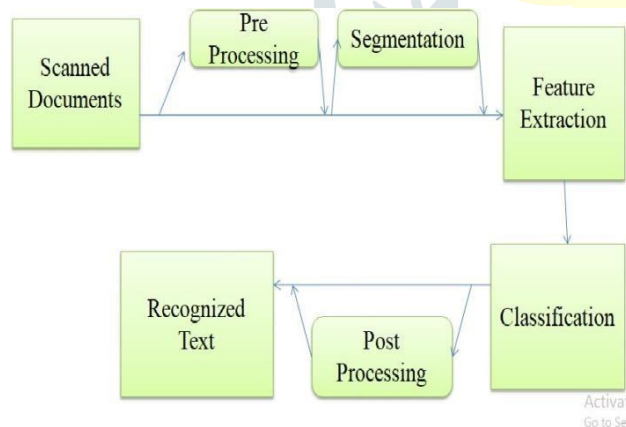 Pre
Processing
Segmentation
Scanned
Documents
Feature
Extraction
Classification
Recognized
Text
Post
Processing
Activa
Go to Se